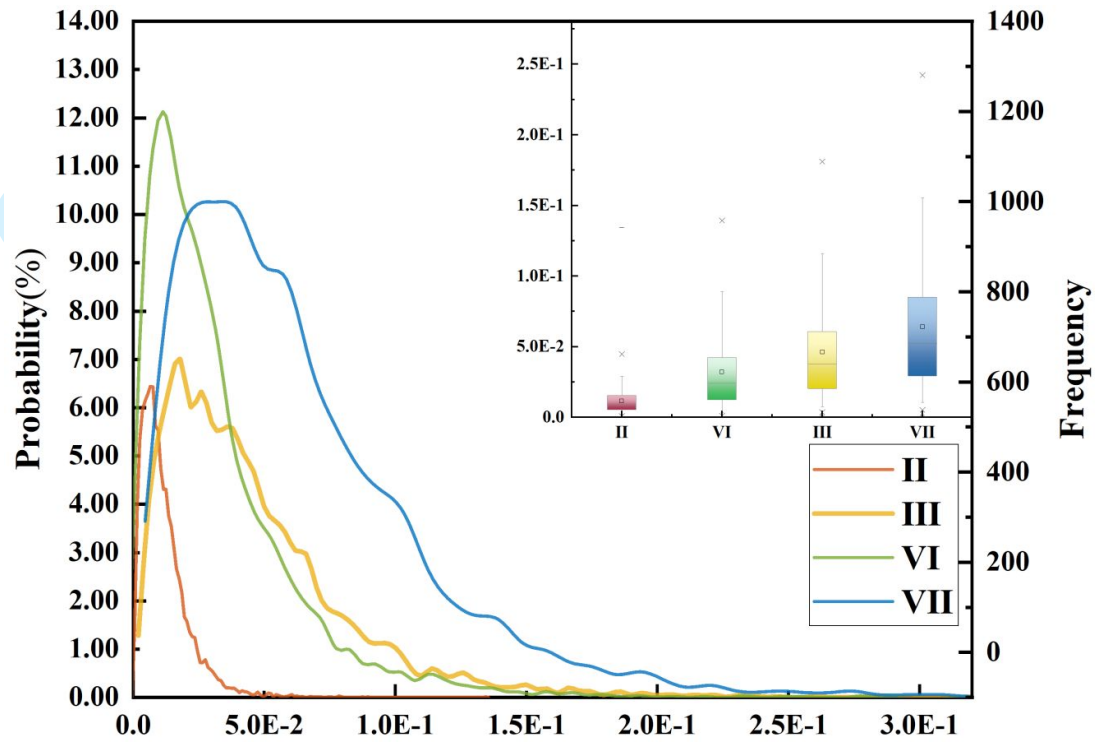 Probability(%)
14.00
13.00
12.00
11.00
10.00
9.00
8.00
7.00
6.00
5.00
4.00
3.00
2.00
1.00
0.00
0.0
5.0E-2
1.0E-1
1.5E-1
2.0E-1
2.5E-1
3.0E-1
2.5E-1
2.0E-1
1.5E-1
1.0E-1
5.0E-2
0.0
II
VI
III
VII
II
III
VI
VII
1400
1200
1000
800
600
400
200
0
Frequency